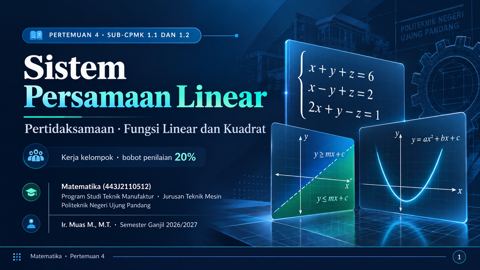 PERTEMUAN 4 • SUB-CPMK 1.1 DAN 1.2
Sistem
Persamaan Linear
Pertidaksamaan · Fungsi Linear dan Kuadrat
Kerja kelompok • bobot penilaian 20%
Matematika (443J2110512)
Program Studi Teknik Manufaktur • Jurusan Teknik Mesin
Politeknik Negeri Ujung Pandang
Ir. Muas M., M.T. • Semester Ganjil 2026/2027
POLITEKNIK NEGERI
UJUNG PANDANG
x + y + z = 6
x − y + z = 2
2x + y − z = 1
y
y ≥ mx + c
x
y ≤ mx + c
y
y = ax² + bx + c
x
Matematika • Pertemuan 4
1